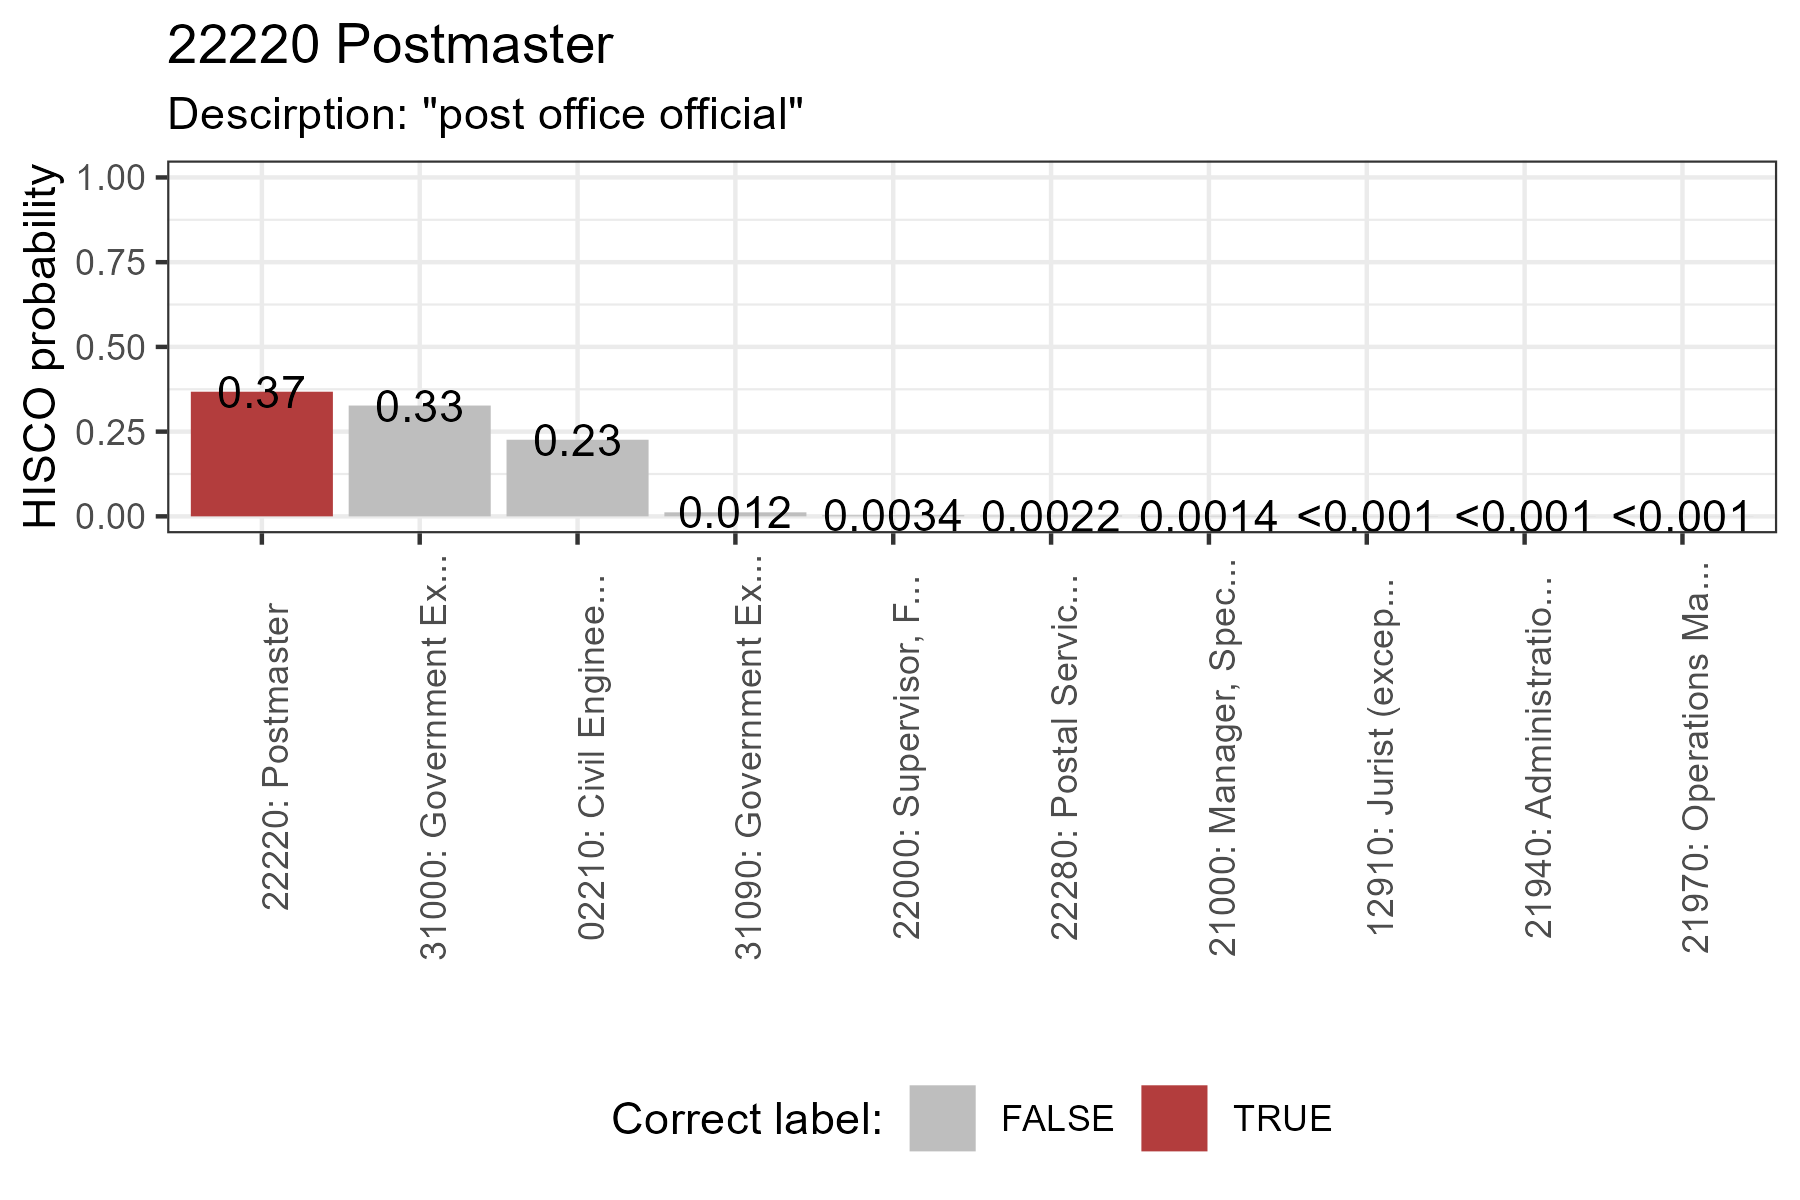 22220 Postmaster
Descirption: "post office official"
HISCO probability
1.00
0.75
0.50
0.25
0.00
0.37
0.33
0.23
0.012
0.0034
0.0022
0.0014
<0.001
<0.001
<0.001
22220: Postmaster
31000: Government Ex...
02210: Civil Enginee...
31090: Government Ex...
22000: Supervisor, F...
22280: Postal Servic...
21000: Manager, Spec...
12910: Jurist (excep...
21940: Administratio...
21970: Operations Ma...
Correct label: FALSE TRUE